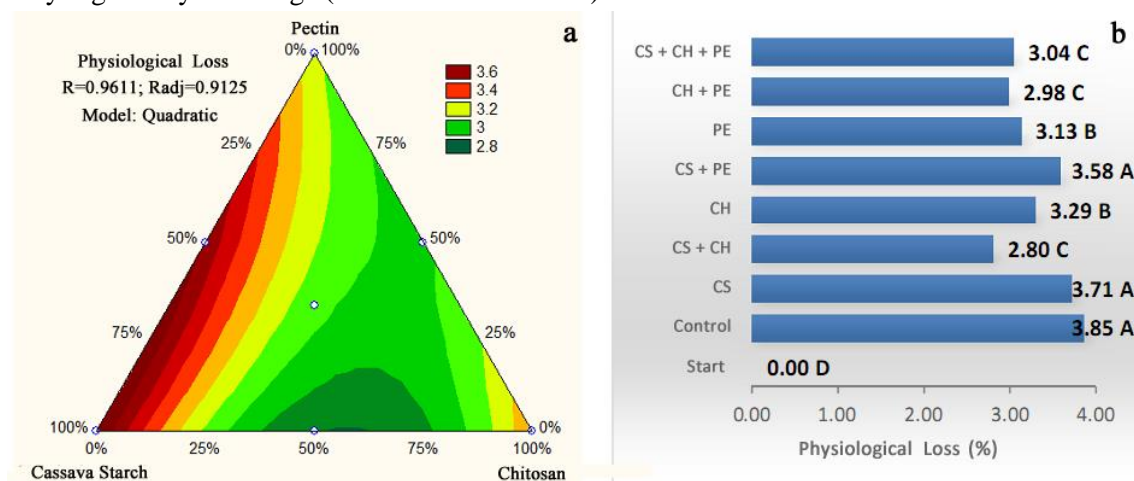 Pectin
a
0% 100%
Physiological Loss
R=0.9611; Radj=0.9125
Model: Quadratic
3.6
3.4
3.2
3
2.8
25% 75%
50% 50%
75% 25%
100% 0%
0% 25% 50% 75% 100%
Cassava Starch Chitosan
b
CS + CH + PE 3.04 C
CH + PE 2.98 C
PE 3.13 B
CS + PE 3.58 A
CH 3.29 B
CS + CH 2.80 C
CS 3.71 A
Control 3.85 A
Start 0.00 D
0.00 1.00 2.00 3.00 4.00
Physiological Loss (%)